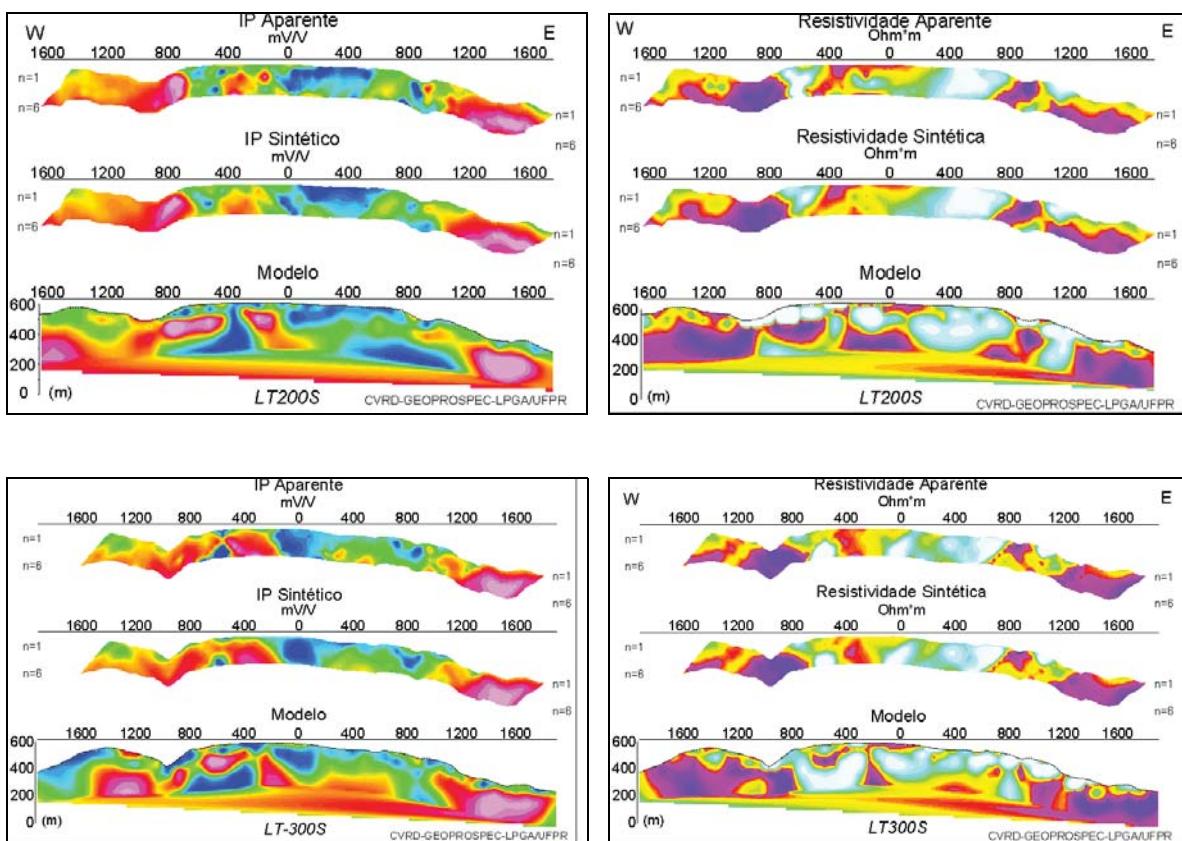 IP Aparente
mV/V
W
E
1600 1200 800 400 0 400 800 1200 1600
n=1
n=6
n=1
n=6
IP Sintético
mV/V
1600 1200 800 400 0 400 800 1200 1600
n=1
n=6
n=1
n=6
Modelo
1600 1200 800 400 0 400 800 1200 1600
600
400
200
0 (m)
LT200S
CVRD-GEOPROSPEC-LPGA/UFPR
Resistividade Aparente
Ohm*m
W
E
1600 1200 800 400 0 400 800 1200 1600
n=1
n=6
n=1
n=6
Resistividade Sintética
Ohm*m
1600 1200 800 400 0 400 800 1200 1600
n=1
n=6
n=1
n=6
Modelo
1600 1200 800 400 0 400 800 1200 1600
600
400
200
0 (m)
LT200S
CVRD-GEOPROSPEC-LPGA/UFPR
IP Aparente
mV/V
1600 1200 800 400 0 400 800 1200 1600
n=1
n=6
n=1
n=6
IP Sintético
mV/V
1600 1200 800 400 0 400 800 1200 1600
n=1
n=6
n=1
n=6
Modelo
1600 1200 800 400 0 400 800 1200 1600
600
400
200
0 (m)
LT-300S
CVRD-GEOPROSPEC-LPGA/UFPR
Resistividade Aparente
Ohm*m
W
E
1600 1200 800 400 0 400 800 1200 1600
n=1
n=6
n=1
n=6
Resistividade Sintética
Ohm*m
1600 1200 800 400 0 400 800 1200 1600
n=1
n=6
n=1
n=6
Modelo
1600 1200 800 400 0 400 800 1200 1600
600
400
200
0 (m)
LT300S
CVRD-GEOPROSPEC-LPGA/UFPR